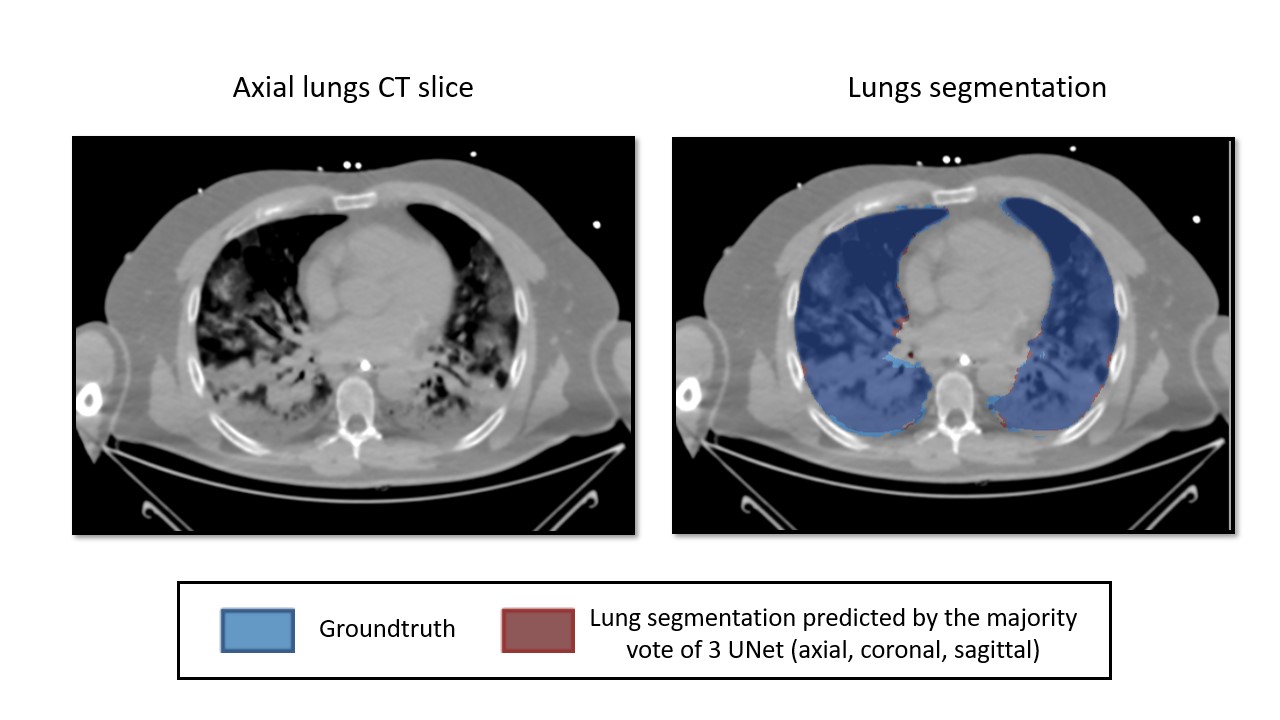 Axial lungs CT slice
Lungs segmentation
Groundtruth
Lung segmentation predicted by the majority
vote of 3 UNet (axial, coronal, sagittal)